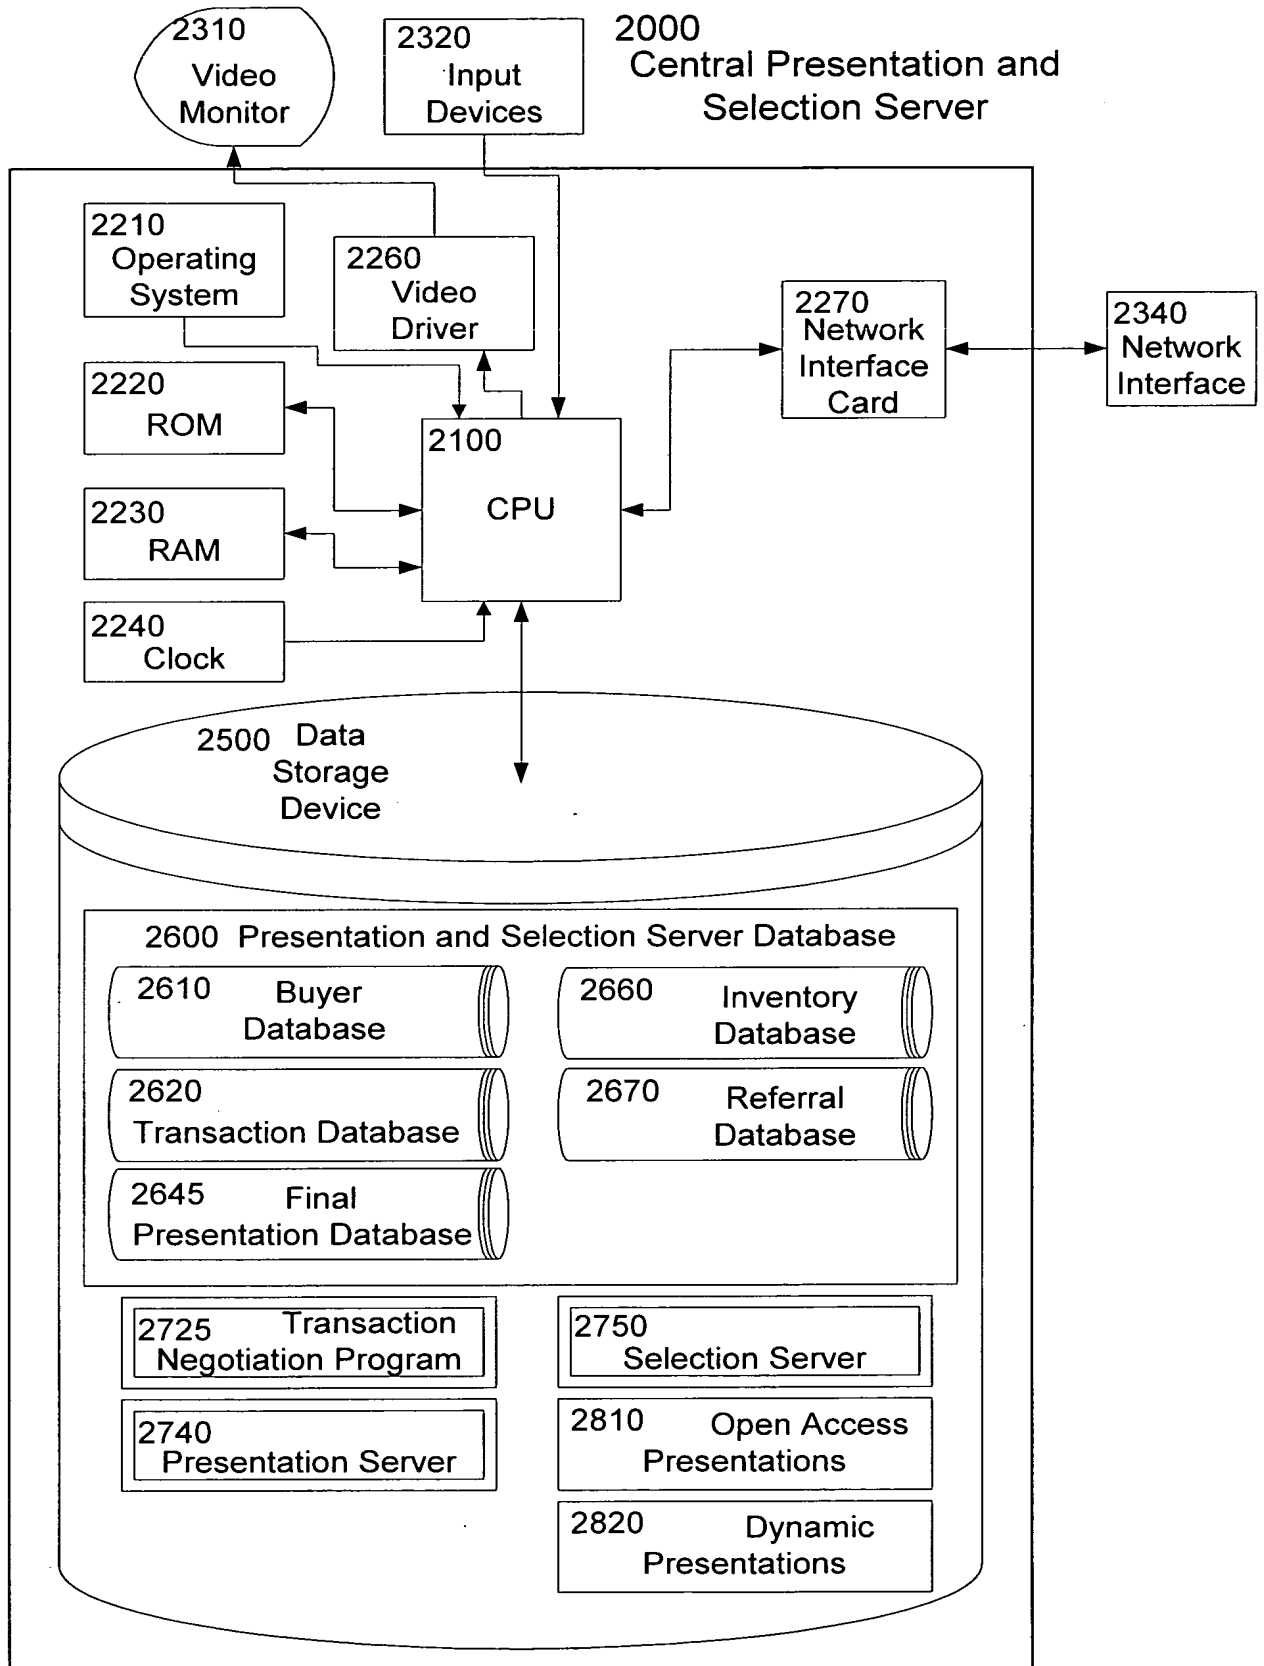 2310
Video
Monitor
2320
Input
Devices
2000
Central Presentation and
Selection Server
2210
Operating
System
2260
Video
Driver
2270
Network
Interface
Card
2340
Network
Interface
2220
ROM
2100
CPU
2230
RAM
2240
Clock
2500 Data
Storage
Device
2600 Presentation and Selection Server Database
2610 Buyer
Database
2660 Inventory
Database
2620
Transaction Database
2670 Referral
Database
2645 Final
Presentation Database
2725 Transaction
Negotiation Program
2750
Selection Server
2740
Presentation Server
2810 Open Access
Presentations
2820 Dynamic
Presentations